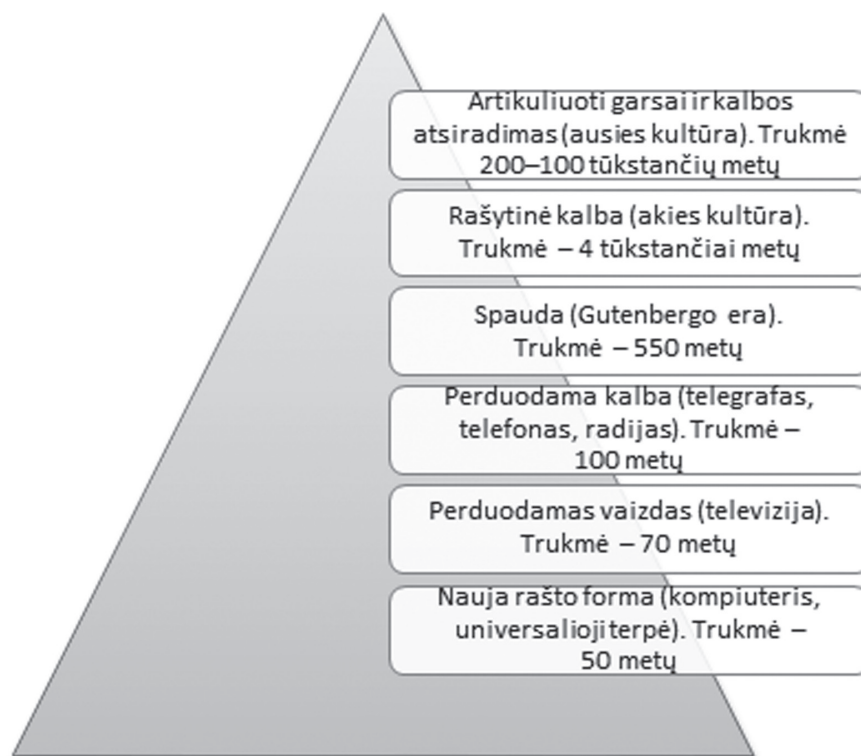 Artikuliuoti garsai ir kalbos
atsiradimas (ausies kultūra). Trukmė
200–100 tūkstančių metų
Rašytinė kalba (akies kultūra).
Trukmė – 4 tūkstančiai metų
Spauda (Gutenbergo era).
Trukmė – 550 metų
Perduodama kalba (telegrafas,
telefonas, radijas). Trukmė –
100 metų
Perduodamas vaizdas (televizija).
Trukmė – 70 metų
Nauja rašto forma (kompiuteris,
universalioji terpė). Trukmė –
50 metų